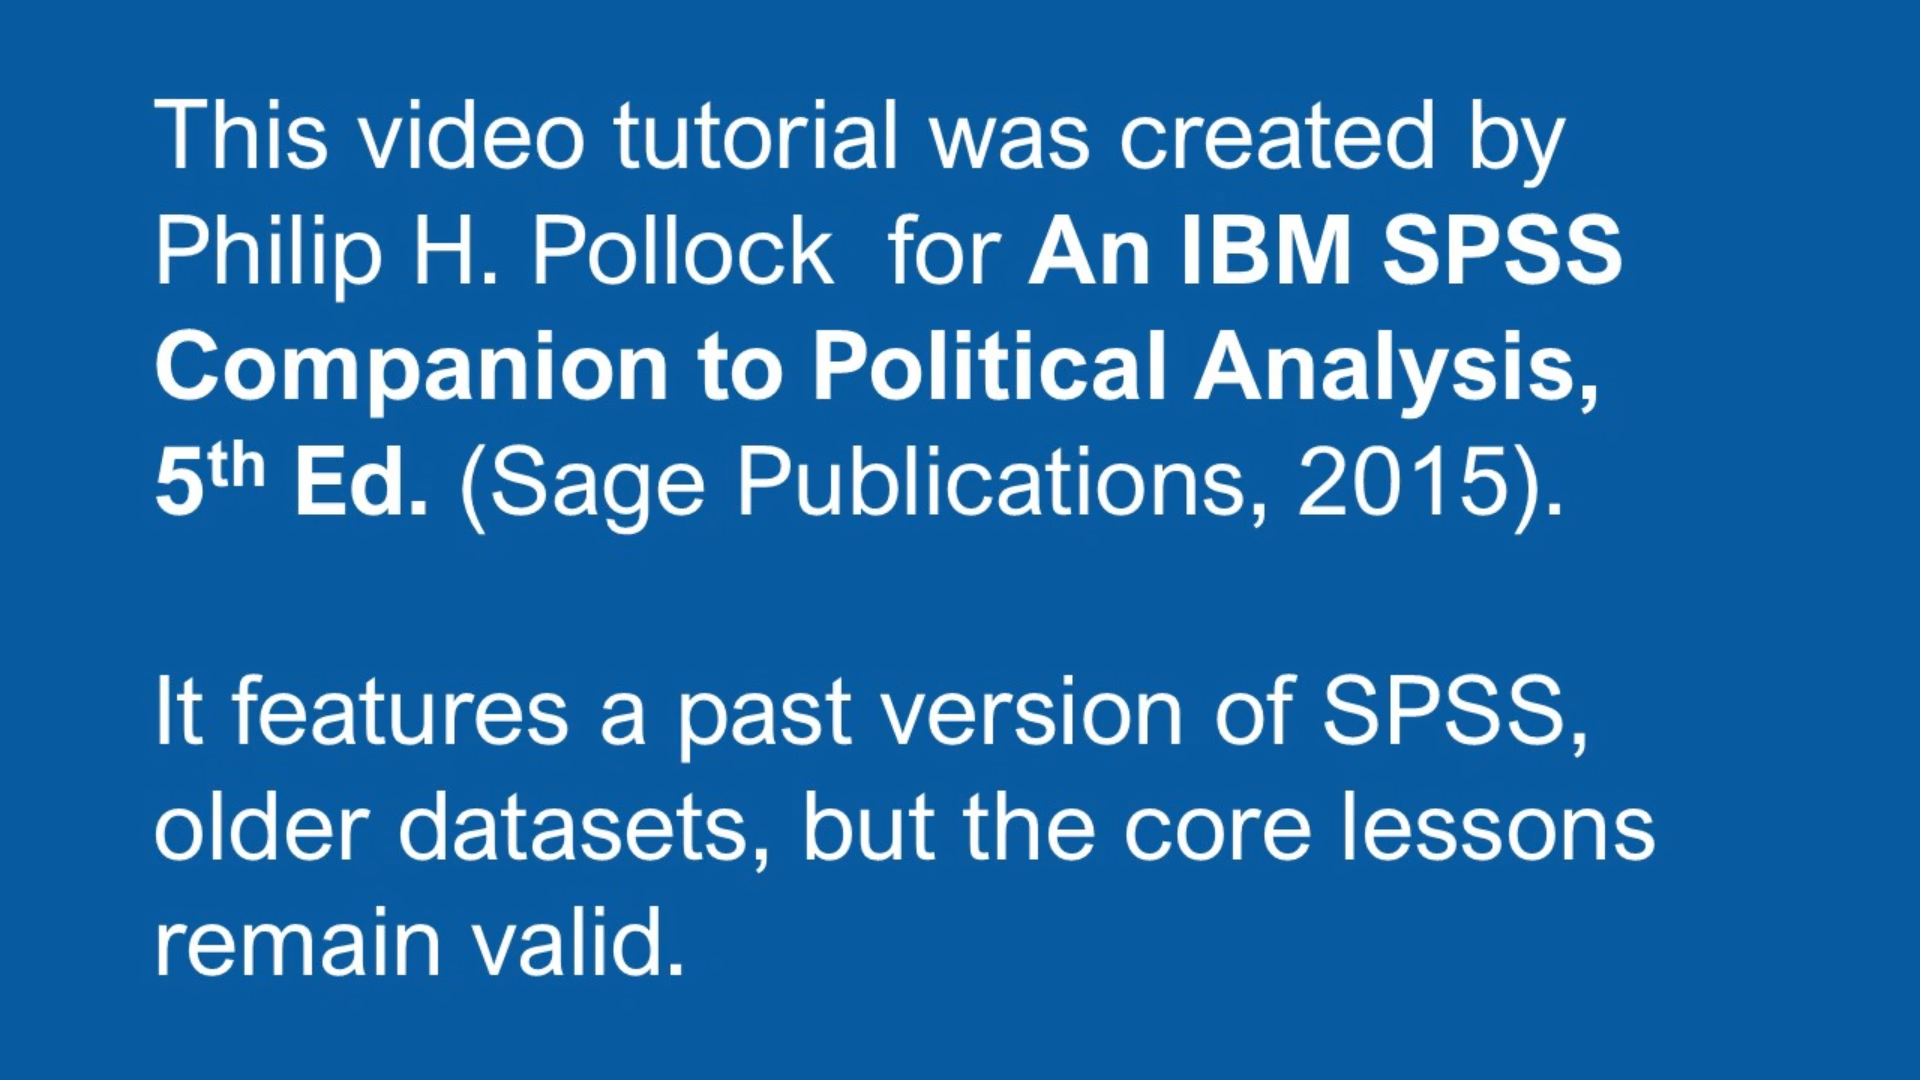 This video tutorial was created by
Philip H. Pollock  for An IBM SPSS
Companion to Political Analysis,
5th Ed. (Sage Publications, 2015).
It features a past version of SPSS,
older datasets, but the core lessons
remain valid.